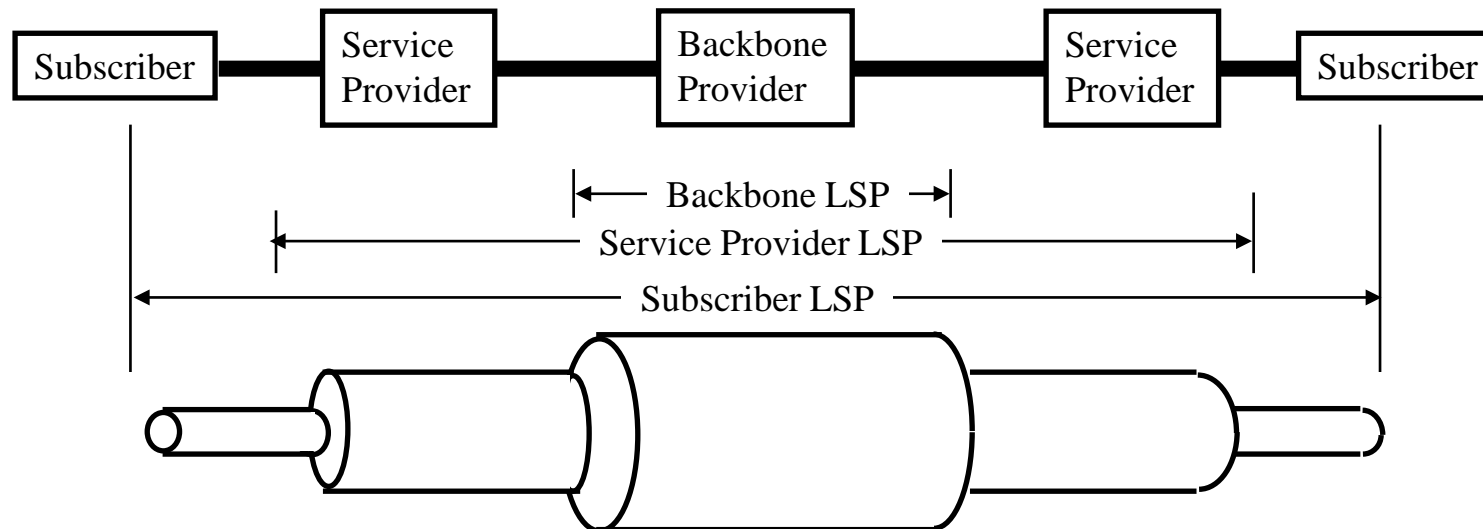 Subscriber
Service
Provider
Backbone
Provider
Service
Provider
Subscriber
Backbone LSP
Service Provider LSP
Subscriber LSP